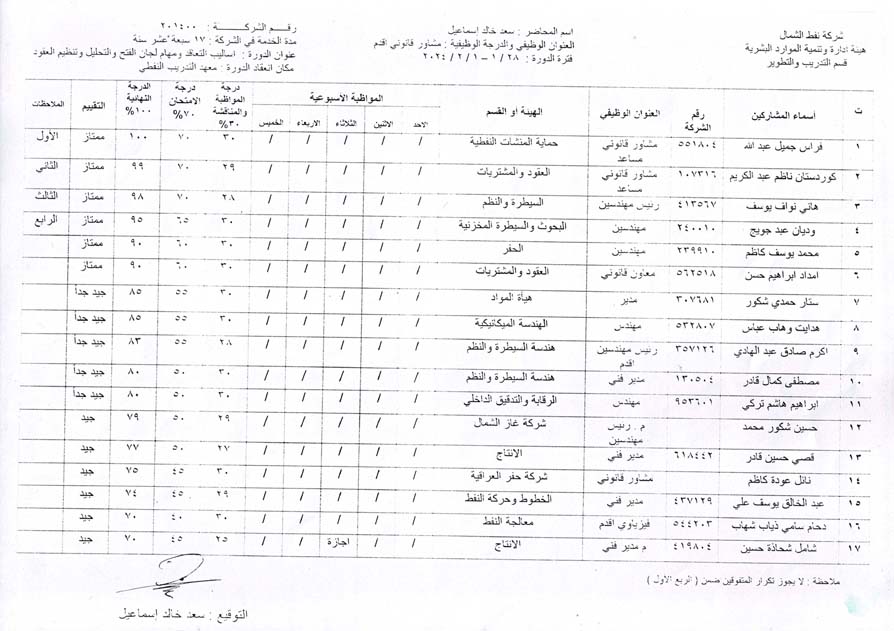 شركة نفط الشمال
هيئة ادارة وتنمية الموارد البشرية
قسم التدريب والتطوير
اسم المحاضر : سعد خالد إسماعيل
العنوان الوظيفي والدرجة الوظيفية : مشاور قانوني اقدم
فترة الدورة : ٢٨ / ١ – ١ / ٢ / ٢٠٢٤
رقم الشركة : ٢٠١٤٠٠
مدة الخدمة في الشركة : ١٧ سبعة عشر سنة
عنوان الدورة : اساليب التعاقد ومهام لجان الفتح والتحليل وتنظيم العقود
مكان انعقاد الدورة : معهد التدريب النفطي
ت أسماء المشاركين رقم الشركة العنوان الوظيفي الهيئة او القسم المواظبة الأسبوعية درجة المواظبة والمناقشة ٣٠% درجة الامتحان ٧٠% الدرجة النهائية ١٠٠% التقييم الملاحظات
الاحد الاثنين الثلاثاء الاربعاء الخميس
١ فراس جميل عبد الله ٥٥١٨٠٤ مشاور قانوني مساعد حماية المنشات النفطية / / / / / ٣٠ ٧٠ ١٠٠ ممتاز الأول
٢ كوردستان ناظم عبد الكريم ١٠٧٣١٦ مشاور قانوني مساعد العقود والمشتريات / / / / / ٢٩ ٧٠ ٩٩ ممتاز الثاني
٣ هاني نواف يوسف ٤١٣٥٦٧ رئيس مهندسين السيطرة والنظم / / / / / ٢٨ ٧٠ ٩٨ ممتاز الثالث
٤ وديان عبد جويج ٢٤٠٠١٠ مهندسين البحوث والسيطرة المخزنية / / / / / ٣٠ ٦٥ ٩٥ ممتاز الرابع
٥ محمد يوسف كاظم ٢٣٩٩١٠ مهندسين الحفر / / / / / ٣٠ ٦٠ ٩٠ ممتاز
٦ امداد ابراهيم حسن ٥٦٢٥١٨ معاون قانوني العقود والمشتريات / / / / / ٣٠ ٦٠ ٩٠ ممتاز
٧ ستار حمدي شكور ٣٠٧٦٨١ مدير هيأة المواد / / / / / ٣٠ ٥٥ ٨٥ جيد جداً
٨ هدايت وهاب عباس ٥٣٢٨٠٧ مهندس الهندسة الميكانيكية / / / / / ٣٠ ٥٥ ٨٥ جيد جداً
٩ اكرم صادق عبد الهادي ٣٥٧١٢٦ رئيس مهندسين اقدم هندسة السيطرة والنظم / / / / / ٢٨ ٥٥ ٨٣ جيد جداً
١٠ مصطفى كمال قادر ١٣٠٥٠٤ مدير فني هندسة السيطرة والنظم / / / / / ٣٠ ٥٠ ٨٠ جيد جداً
١١ ابراهيم هاشم تركي ٩٥٣٦٠١ مهندس الرقابة والتدقيق الداخلي / / / / / ٣٠ ٥٠ ٨٠ جيد جداً
١٢ حسين شكور محمد م . رئيس مهندسين شركة غاز الشمال / / / / / ٢٩ ٥٠ ٧٩ جيد
١٣ قصي حسين قادر ٦١٨٤٤٢ مدير فني الانتاج / / / / / ٢٧ ٥٠ ٧٧ جيد
١٤ نائل عودة كاظم مشاور قانوني شركة حفر العراقية / / / / / ٣٠ ٤٥ ٧٥ جيد
١٥ عبد الخالق يوسف علي ٤٣٧١٢٩ مدير فني الخطوط وحركة النفط / / / / / ٢٩ ٤٥ ٧٤ جيد
١٦ دحام سامي ذياب شهاب ٥٤٤٢٠٣ فيزياوي اقدم معالجة النفط / / / / / ٣٠ ٤٠ ٧٠ جيد
١٧ شامل شحاذة حسين ٤١٩٨٠٤ م مدير فني الانتاج / / اجازة / / ٢٥ ٤٥ ٧٠ جيد
ملاحظة : لا يجوز تكرار المتفوقين ضمن ( الربع الاول )
التوقيع : سعد خالد إسماعيل